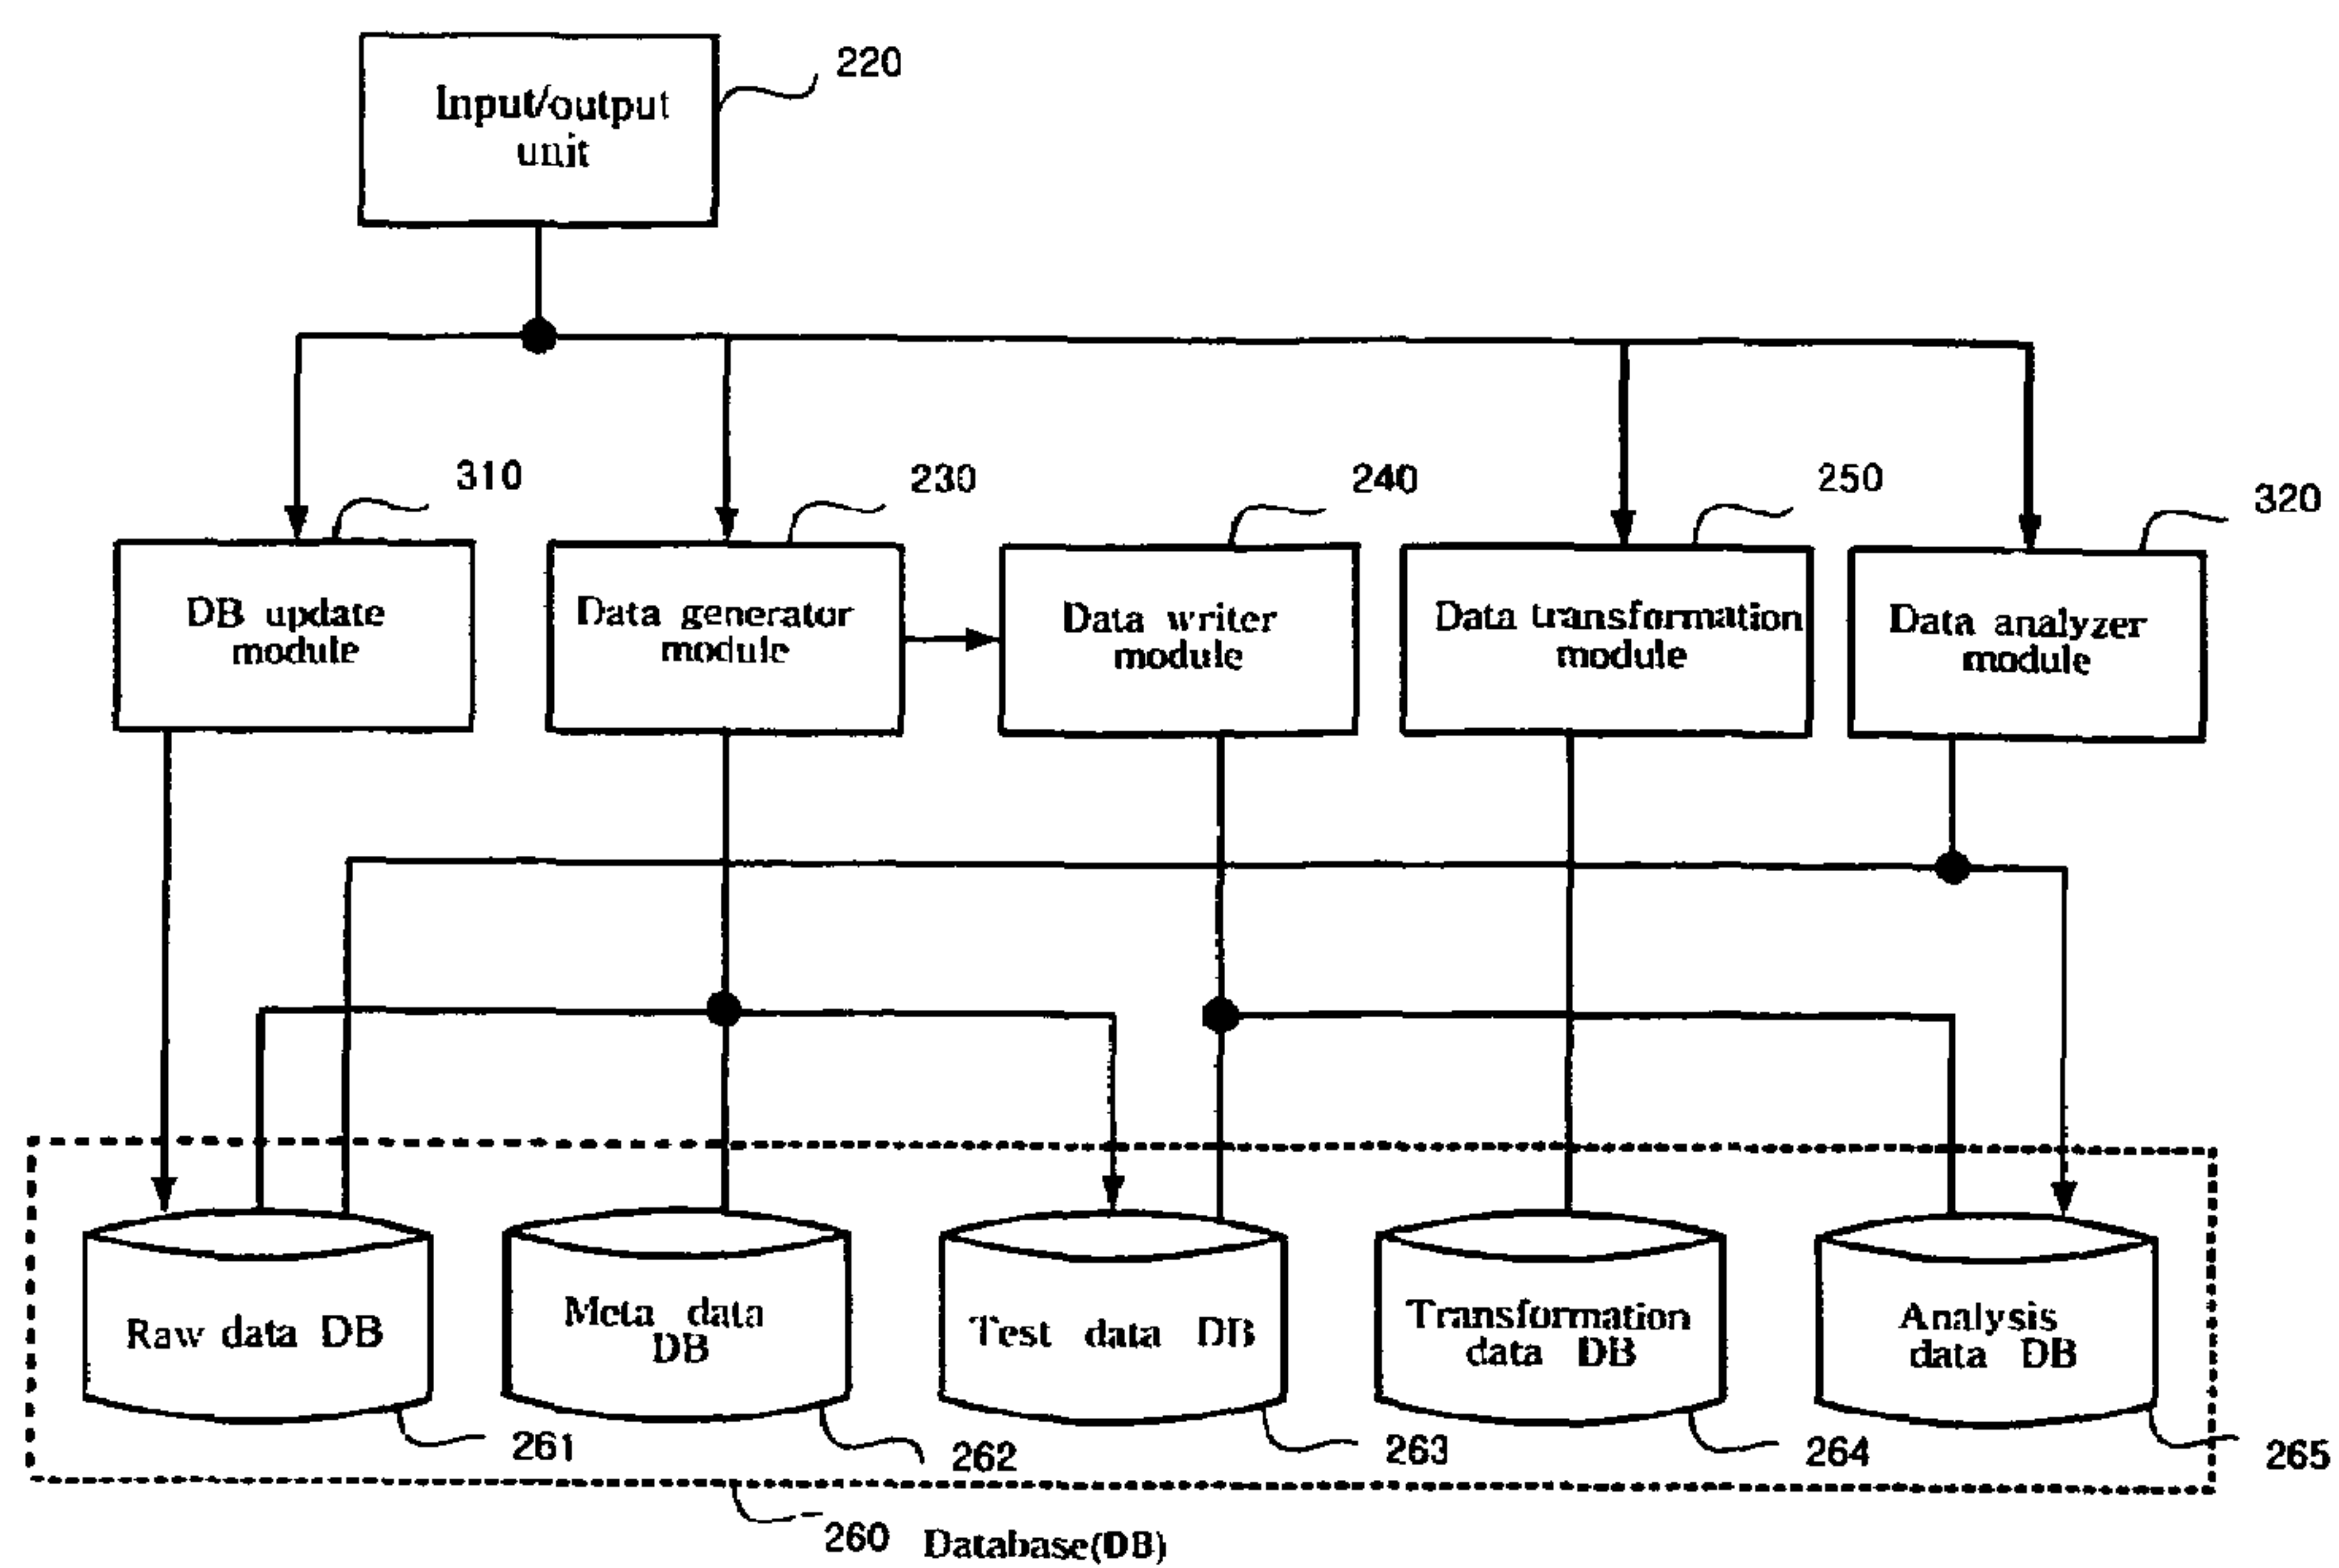 220
Input/output
unit
310
230
240
250
320
DB update
module
Data generator
module
Data writer
module
Data transformation
module
Data analyzer
module
Raw data DB
Meta data
DB
Test data DB
Transformation
data DB
Analysis
data DB
261
262
263
264
265
260 Database(DB)